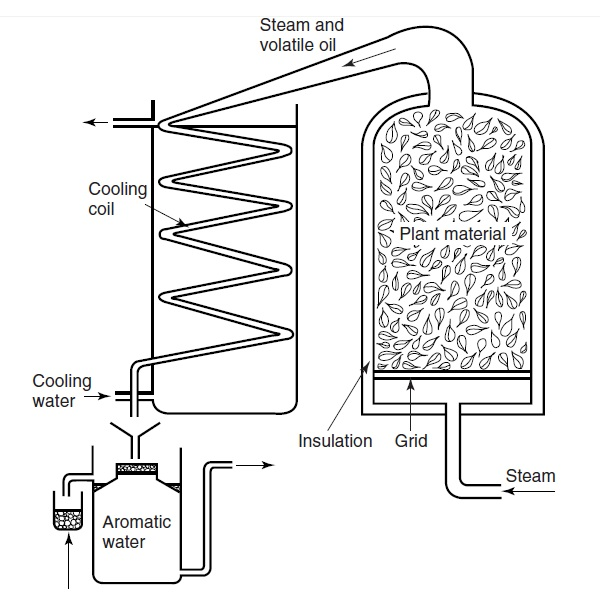 Steam and
volatile oil
Cooling
coil
Plant material
Cooling
water
Insulation
Grid
Steam
Aromatic
water